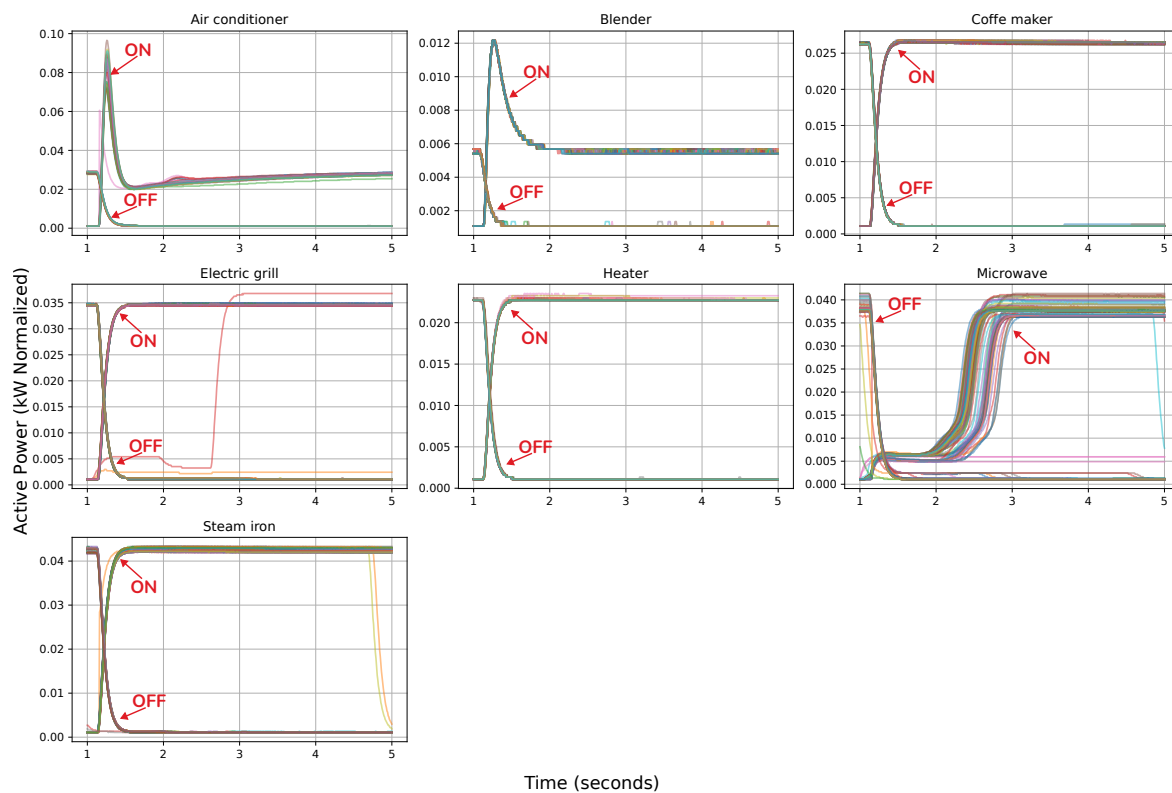 Air conditioner
0.10
0.08
0.06
0.04
0.02
0.00
1 2 3 4 5
ON
OFF
Blender
0.012
0.010
0.008
0.006
0.004
0.002
1 2 3 4 5
ON
OFF
Coffe maker
0.025
0.020
0.015
0.010
0.005
0.000
1 2 3 4 5
ON
OFF
Electric grill
0.035
0.030
0.025
0.020
0.015
0.010
0.005
0.000
1 2 3 4 5
ON
OFF
Heater
0.020
0.015
0.010
0.005
0.000
1 2 3 4 5
ON
OFF
Microwave
0.040
0.035
0.030
0.025
0.020
0.015
0.010
0.005
0.000
1 2 3 4 5
OFF
ON
Steam iron
0.04
0.03
0.02
0.01
0.00
1 2 3 4 5
ON
OFF
Active Power (kW Normalized)
Time (seconds)